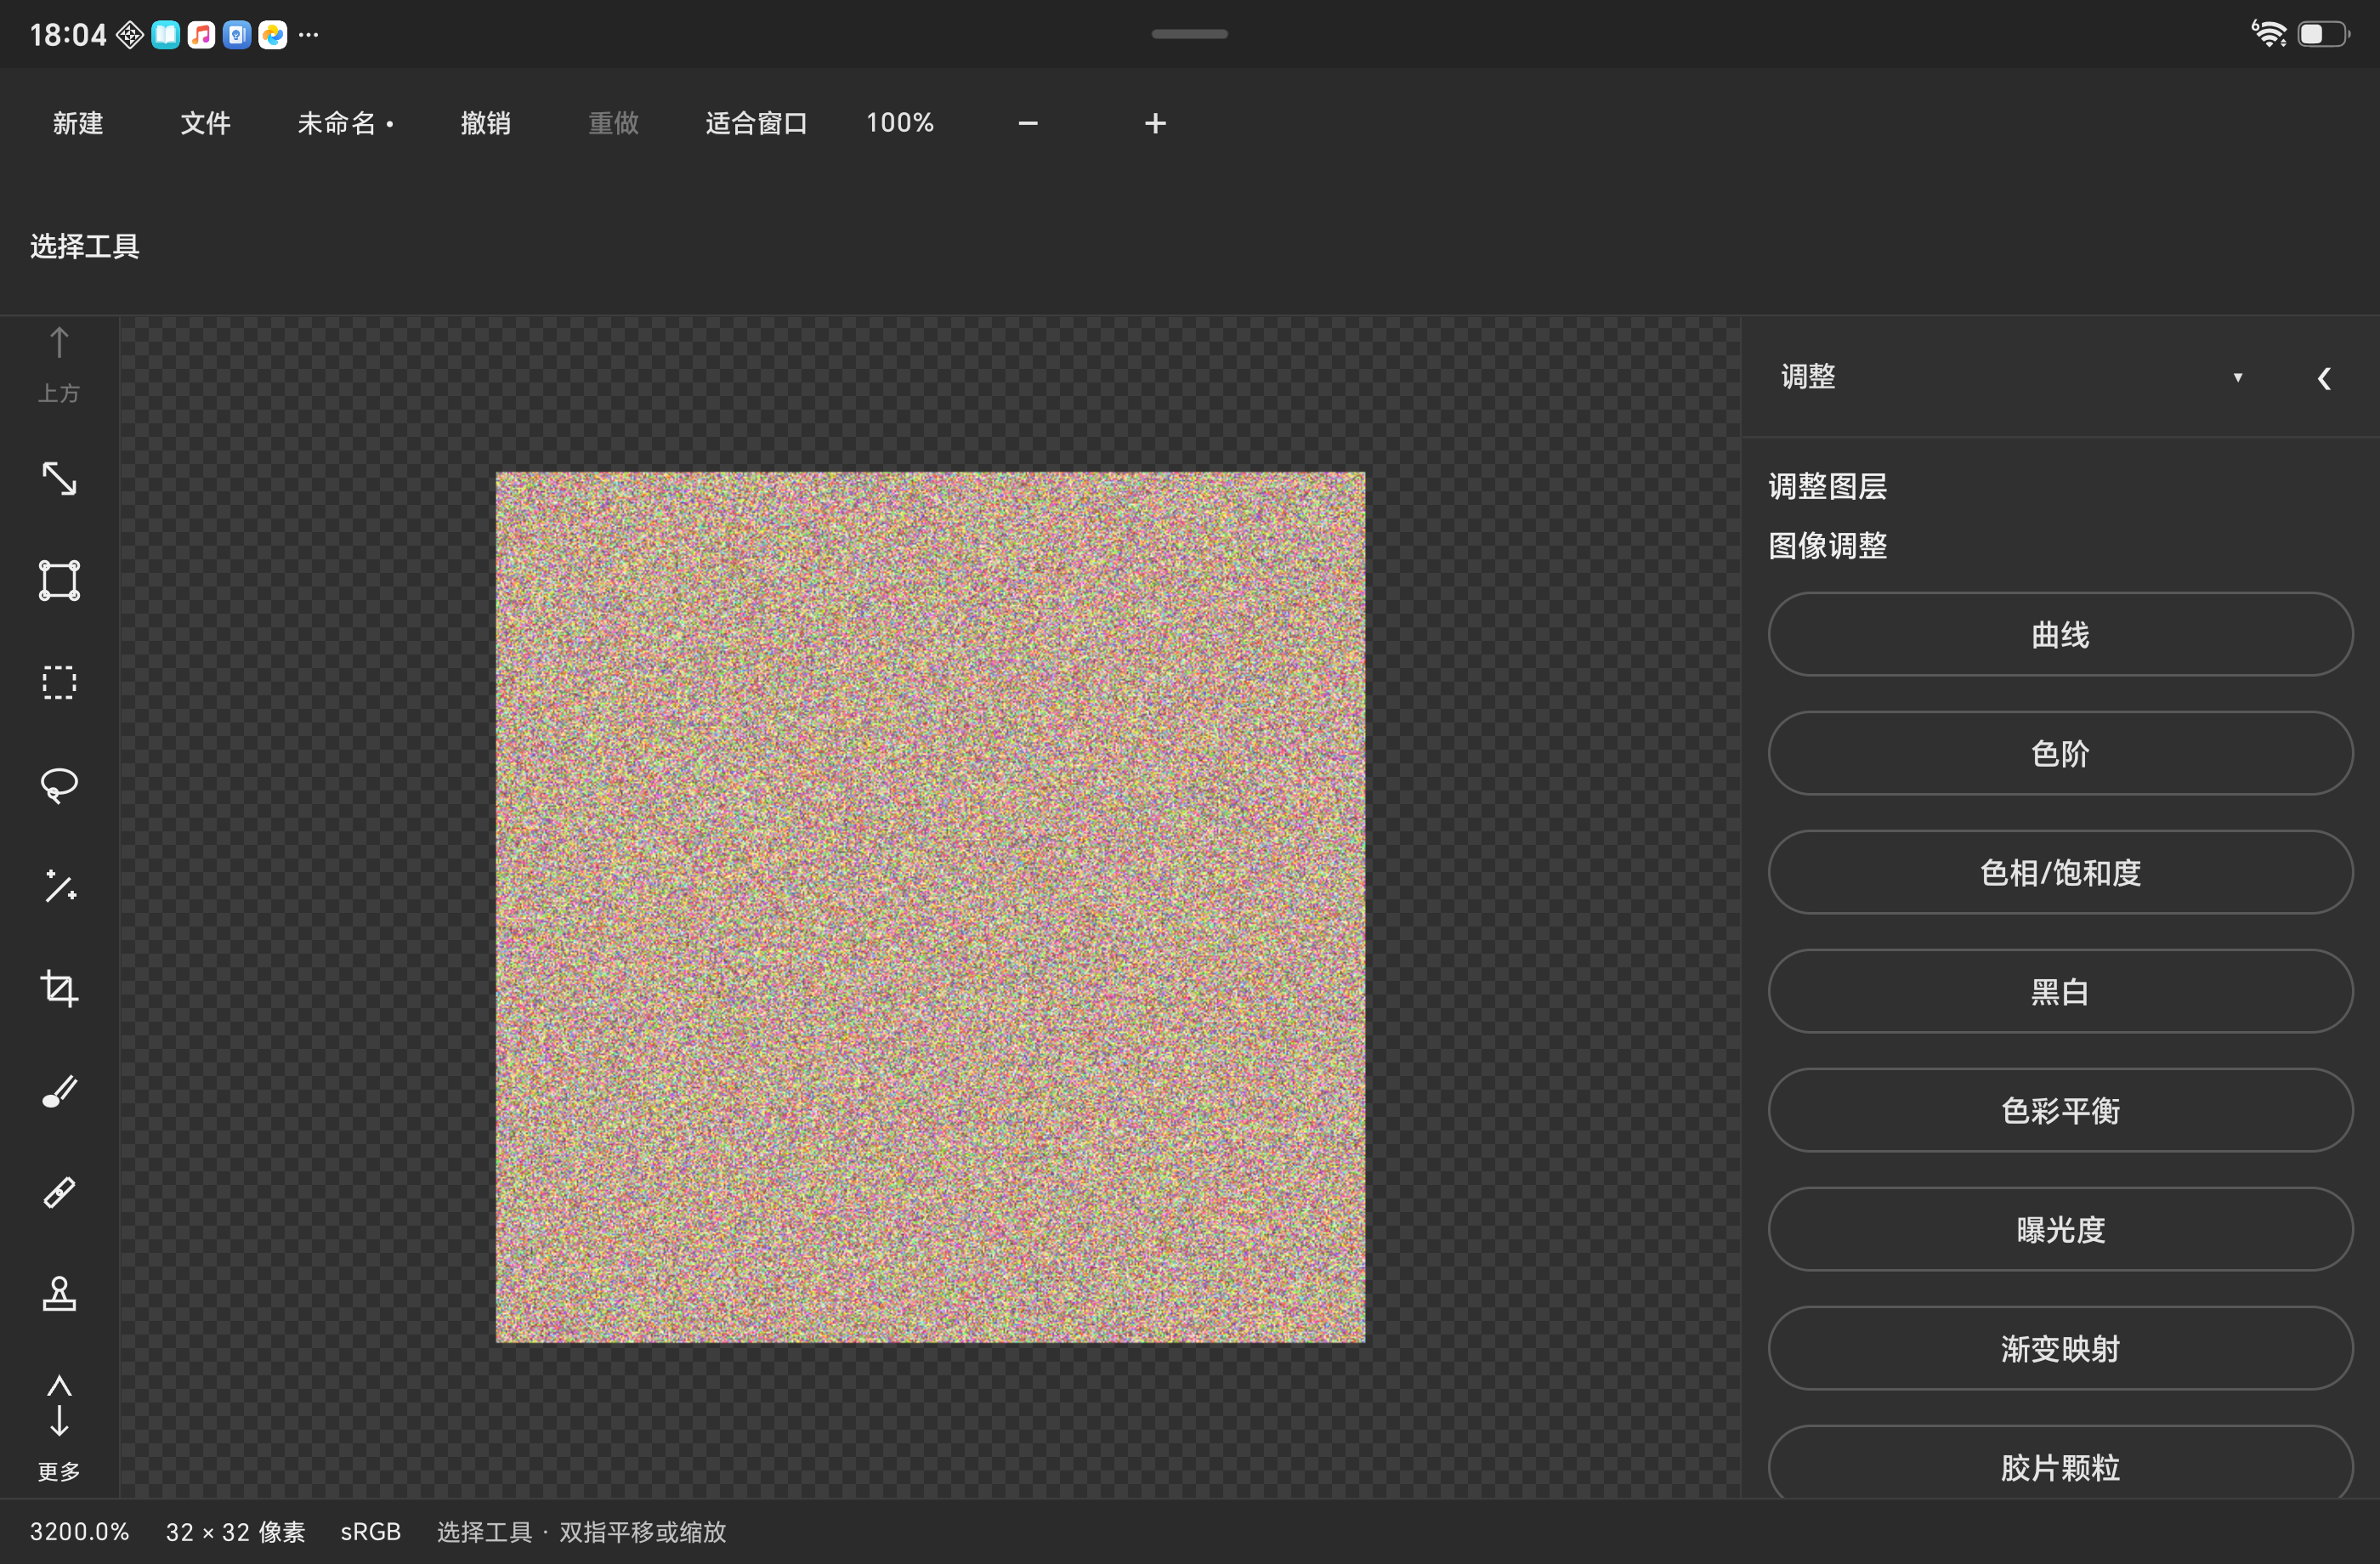 18:04
新建 文件 未命名 • 撤销 重做 适合窗口 100% − +
选择工具
上方
更多
调整
调整图层
图像调整
曲线
色阶
色相/饱和度
黑白
色彩平衡
曝光度
渐变映射
胶片颗粒
3200.0% 32 × 32 像素 sRGB 选择工具 · 双指平移或缩放